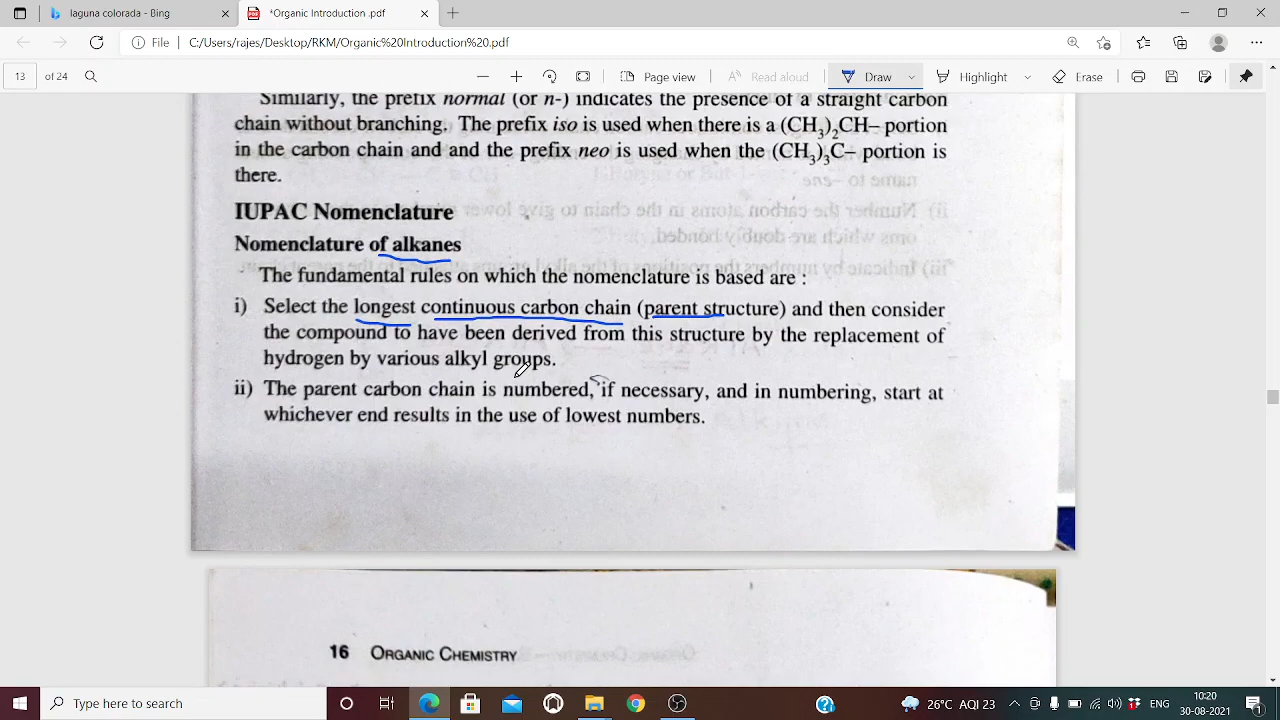 laguna colorada - Bing
*Organic Introduction .pdf
File | C:/Users/rajes/Desktop/RKM/Organic%20Introduction%20.pdf
13 of 24
Page view
Read aloud
Draw
Highlight
Erase
Similarly, the prefix normal (or n-) indicates the presence of a straight carbon
chain without branching. The prefix iso is used when there is a (CH3)2CH– portion
in the carbon chain and and the prefix neo is used when the (CH3)3C– portion is
there.
IUPAC Nomenclature
Nomenclature of alkanes
The fundamental rules on which the nomenclature is based are :
i) Select the longest continuous carbon chain (parent structure) and then consider
the compound to have been derived from this structure by the replacement of
hydrogen by various alkyl groups.
ii) The parent carbon chain is numbered, if necessary, and in numbering, start at
whichever end results in the use of lowest numbers.
16 ORGANIC CHEMISTRY
Type here to search
26°C AQI 25
ENG
10:20
30-08-2021